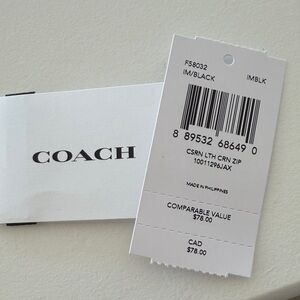 COACH
F58032
IM/BLACK IMBLK
8 89532 68649 0
CSRN LTH CRN ZIP
10011296JAX
MADE IN PHILIPPINES
COMPARABLE VALUE
$78.00
CAD
$78.00